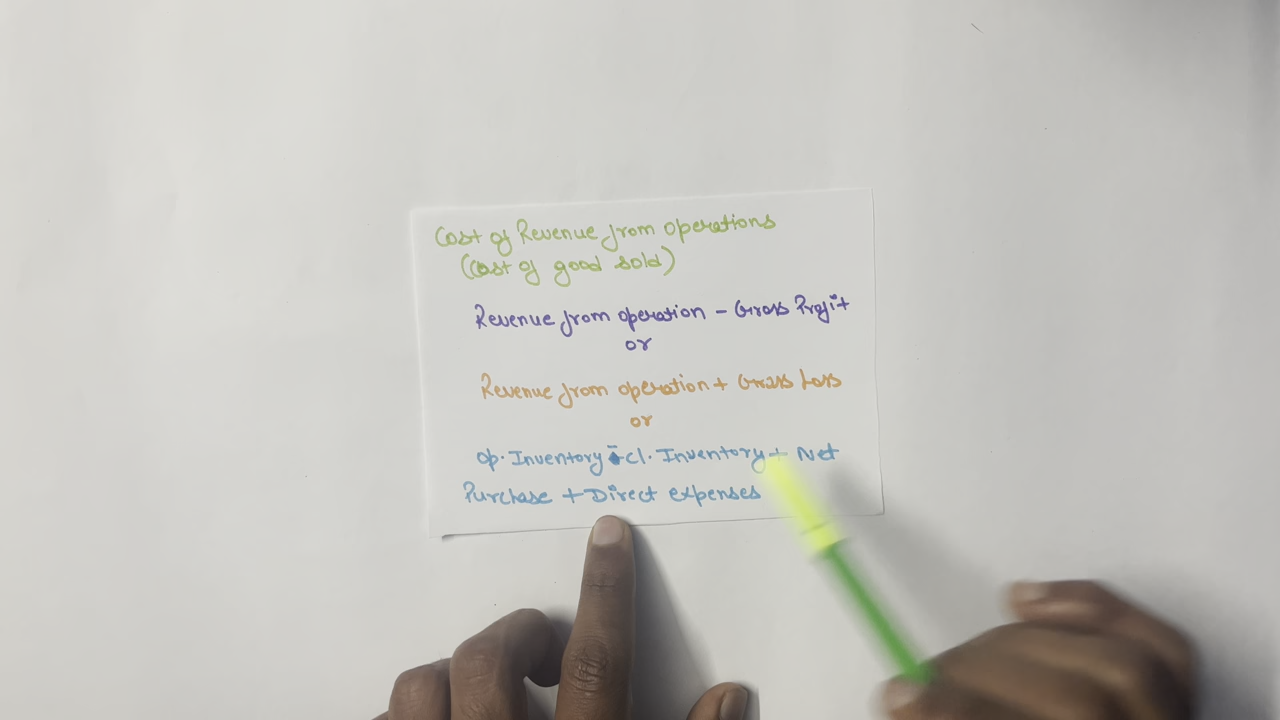 Cost of Revenue from operations
(Cost of good sold)
Revenue from operation - Gross Profit
or
Revenue from operation + Gross Loss
or
op. Inventory - cl. Inventory + Net
Purchase + Direct expenses